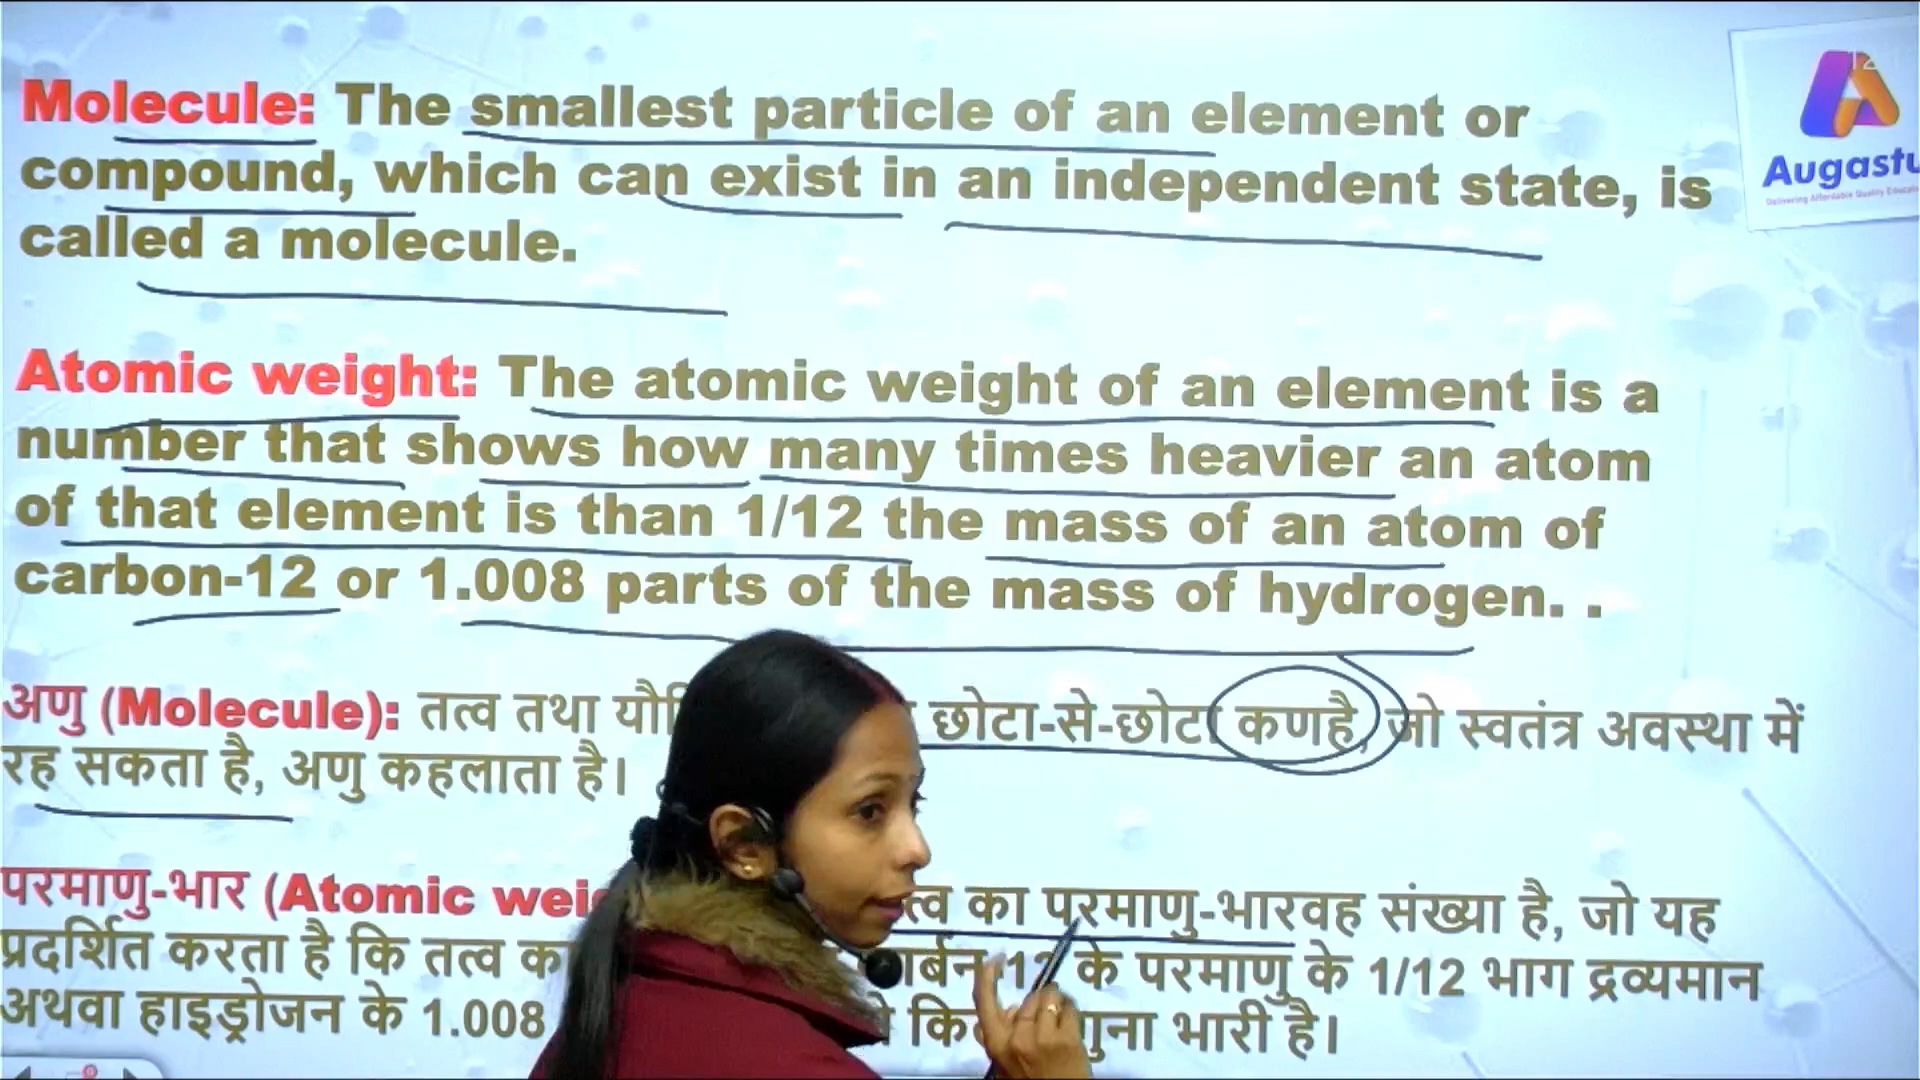 Molecule: The smallest particle of an element or
compound, which can exist in an independent state, is
called a molecule.
Atomic weight: The atomic weight of an element is a
number that shows how many times heavier an atom
of that element is than 1/12 the mass of an atom of
carbon-12 or 1.008 parts of the mass of hydrogen. .
अणु (Molecule): तत्व तथा छोटा-से-छोटा कणहै, जो स्वतंत्र अवस्था में
रह सकता है, अणु कहलाता है।
परमाणु-भार (Atomic का परमाणु-भारवह संख्या है, जो यह
प्रदर्शित करता है कि तत्व के परमाणु के 1/12 भाग द्रव्यमान
अथवा हाइड्रोजन के 1.008 भारी है।
Augastu